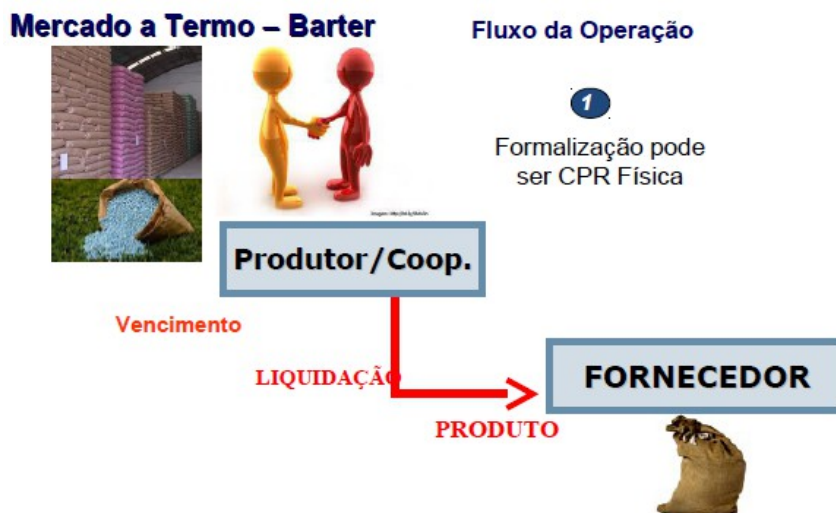 Mercado a Termo – Barter
Fluxo da Operação
1
Formalização pode
ser CPR Física
Produtor/Coop.
Vencimento
LIQUIDAÇÃO
FORNECEDOR
PRODUTO